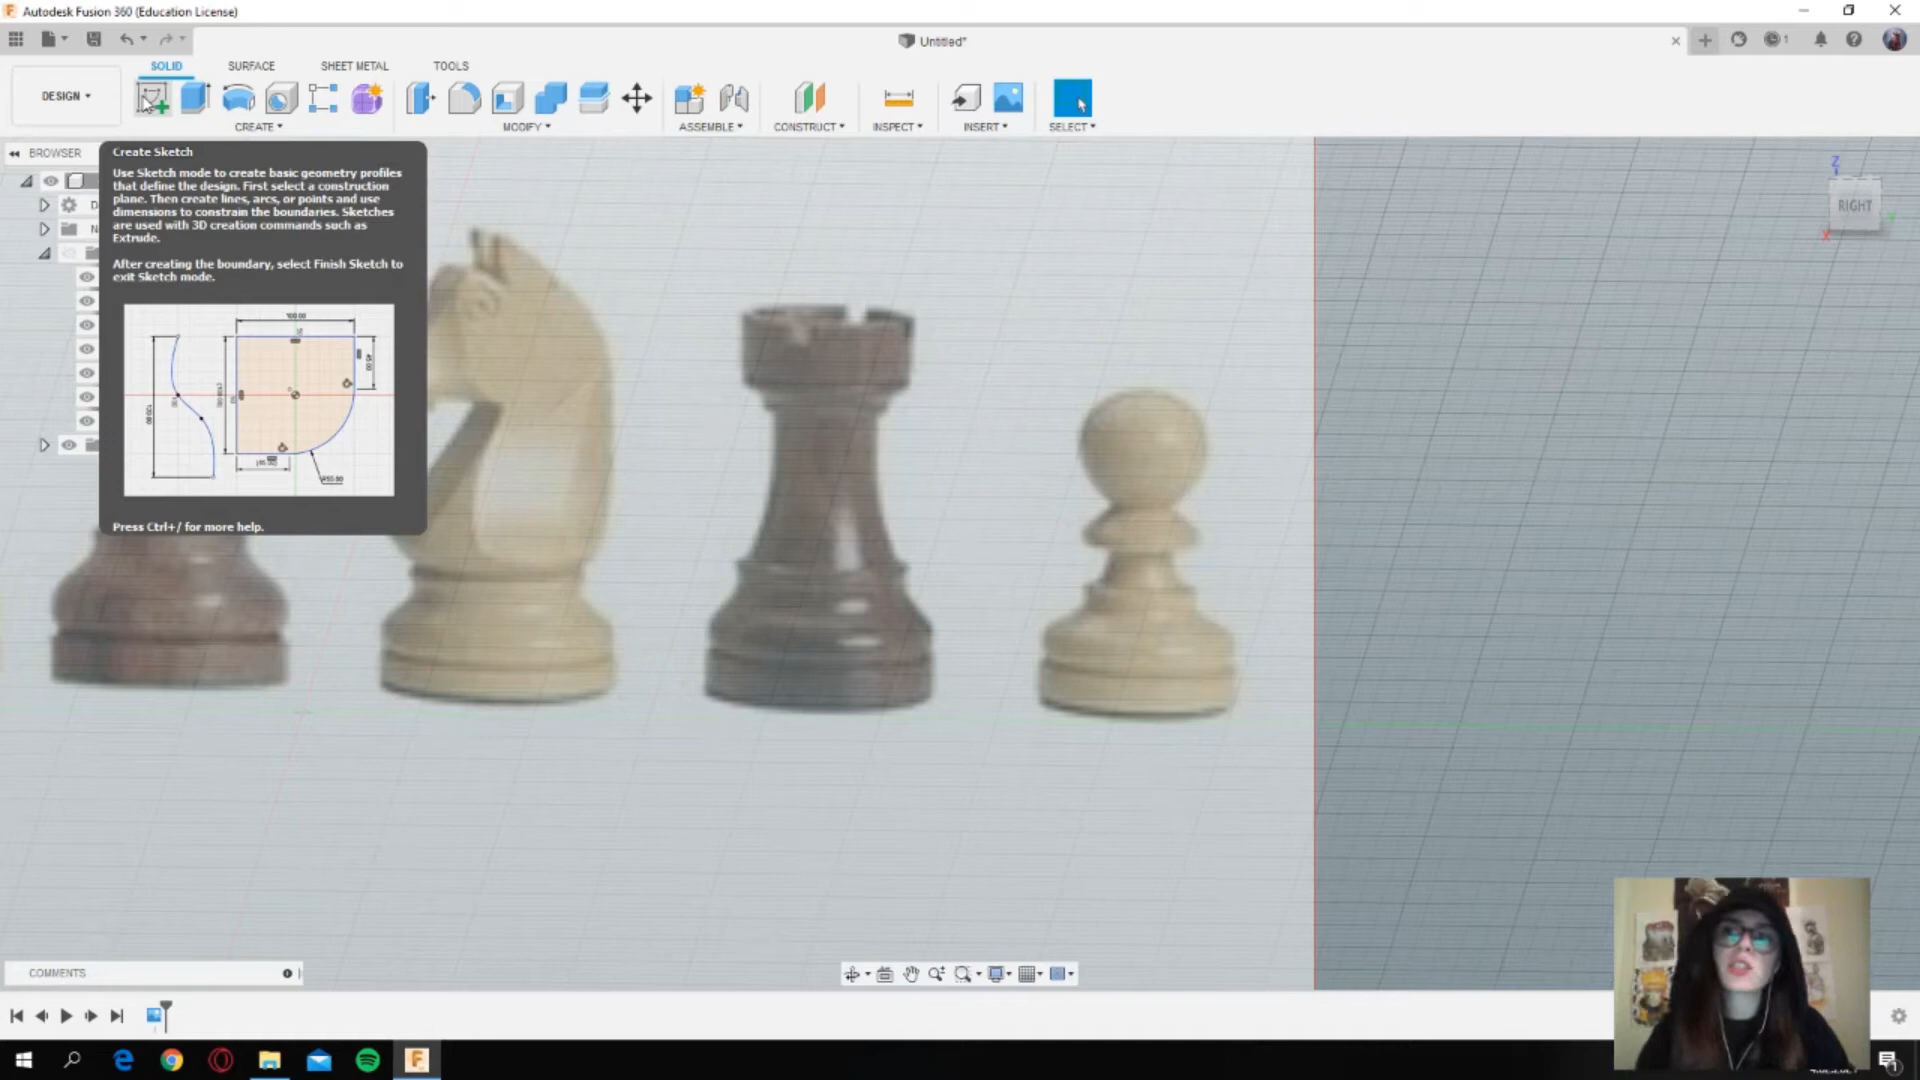 Autodesk Fusion 360 (Education License)
Untitled*
1
SOLID
SURFACE
SHEET METAL
TOOLS
DESIGN
CREATE
MODIFY
ASSEMBLE
CONSTRUCT
INSPECT
INSERT
SELECT
BROWSER
D
N
Create Sketch
Use Sketch mode to create basic geometry profiles
that define the design. First select a construction
plane. Then create lines, arcs, or points and use
dimensions to constrain the boundaries. Sketches
are used with 3D creation commands such as
Extrude.
After creating the boundary, select Finish Sketch to
exit Sketch mode.
100.00
Press Ctrl+/ for more help.
Z
RIGHT
X
Y
COMMENTS
F
1